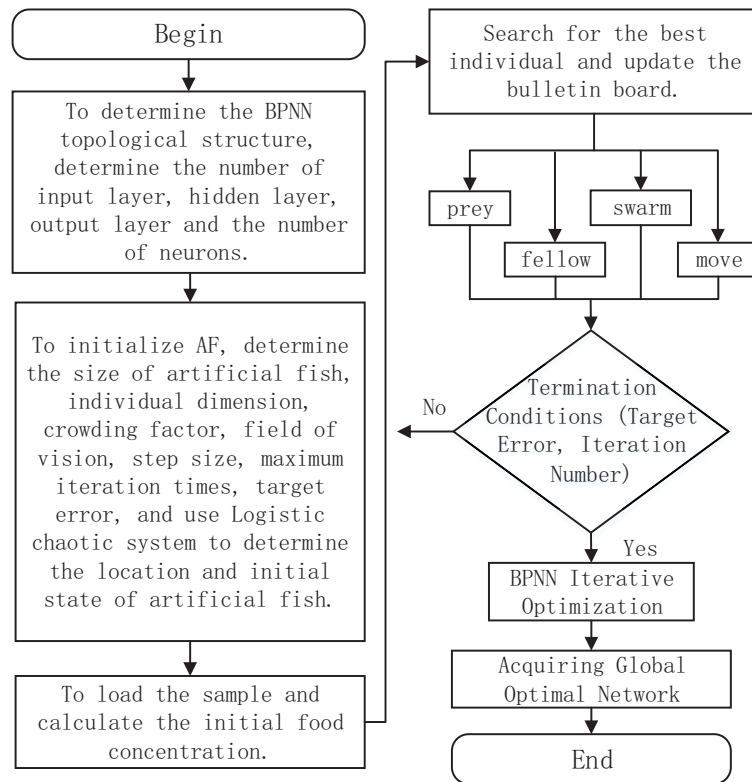 Begin
To determine the BPNN
topological structure,
determine the number of
input layer, hidden layer,
output layer and the number
of neurons.
To initialize AF, determine
the size of artificial fish,
individual dimension,
crowding factor, field of
vision, step size, maximum
iteration times, target
error, and use Logistic
chaotic system to determine
the location and initial
state of artificial fish.
To load the sample and
calculate the initial food
concentration.
Search for the best
individual and update the
bulletin board.
prey
swarm
fellow
move
Termination
Conditions (Target
Error, Iteration
Number)
No
Yes
BPNN Iterative
Optimization
Acquiring Global
Optimal Network
End